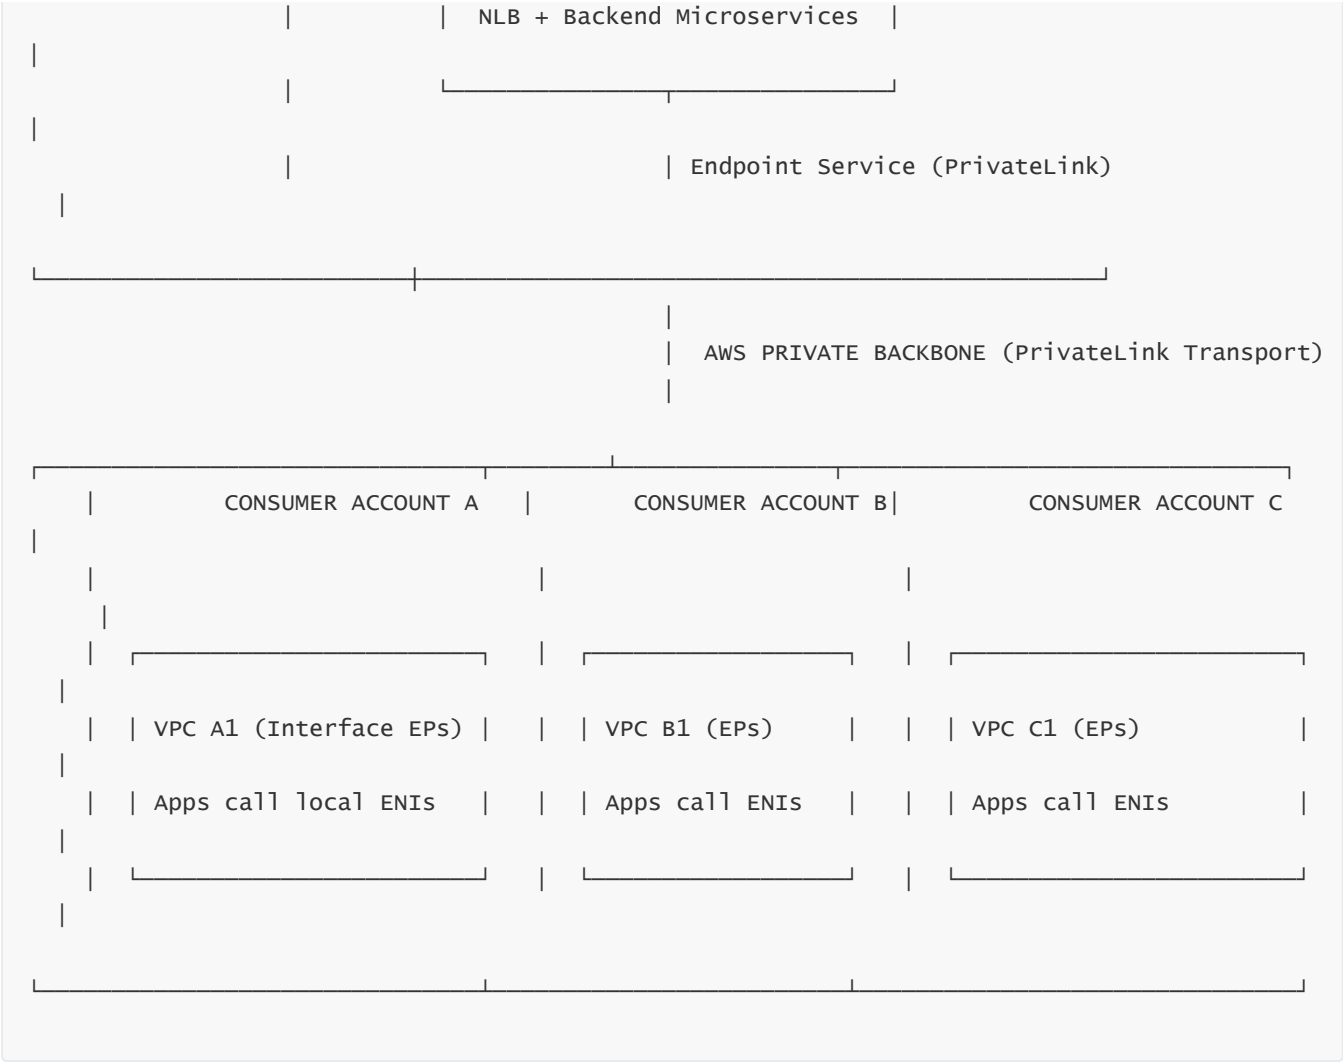 NLB + Backend Microservices
Endpoint Service (PrivateLink)
AWS PRIVATE BACKBONE (PrivateLink Transport)
CONSUMER ACCOUNT A CONSUMER ACCOUNT B CONSUMER ACCOUNT C
VPC A1 (Interface EPs) VPC B1 (EPs) VPC C1 (EPs)
Apps call local ENIs Apps call ENIs Apps call ENIs